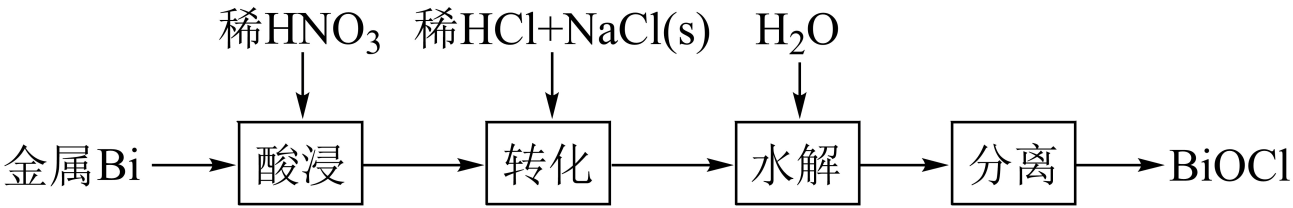 稀HNO₃ 稀HCl+NaCl(s) H₂O
金属Bi 酸浸 转化 水解 分离 BiOCl